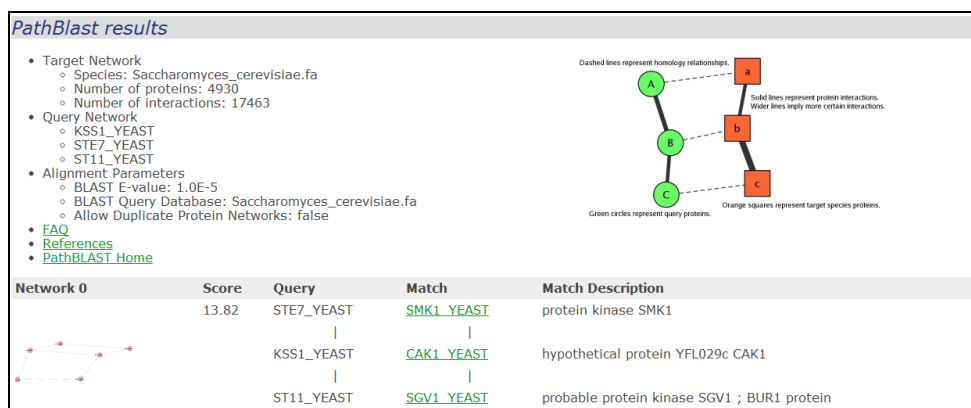 PathBlast results
Target Network
Species: Saccharomyces_cerevisiae.fa
Number of proteins: 4930
Number of interactions: 17463
Query Network
KSS1_YEAST
STE7_YEAST
ST11_YEAST
Alignment Parameters
BLAST E-value: 1.0E-5
BLAST Query Database: Saccharomyces_cerevisiae.fa
Allow Duplicate Protein Networks: false
FAQ
References
PathBLAST Home
Dashed lines represent homology relationships.
A
a
Solid lines represent protein interactions.
Wider lines imply more certain interactions.
B
b
C
c
Orange squares represent target species proteins.
Green circles represent query proteins.
Network 0 Score Query Match Match Description
13.82 STE7_YEAST SMK1_YEAST protein kinase SMK1
| |
KSS1_YEAST CAK1_YEAST hypothetical protein YFL029c CAK1
| |
ST11_YEAST SGV1_YEAST probable protein kinase SGV1 ; BUR1 protein